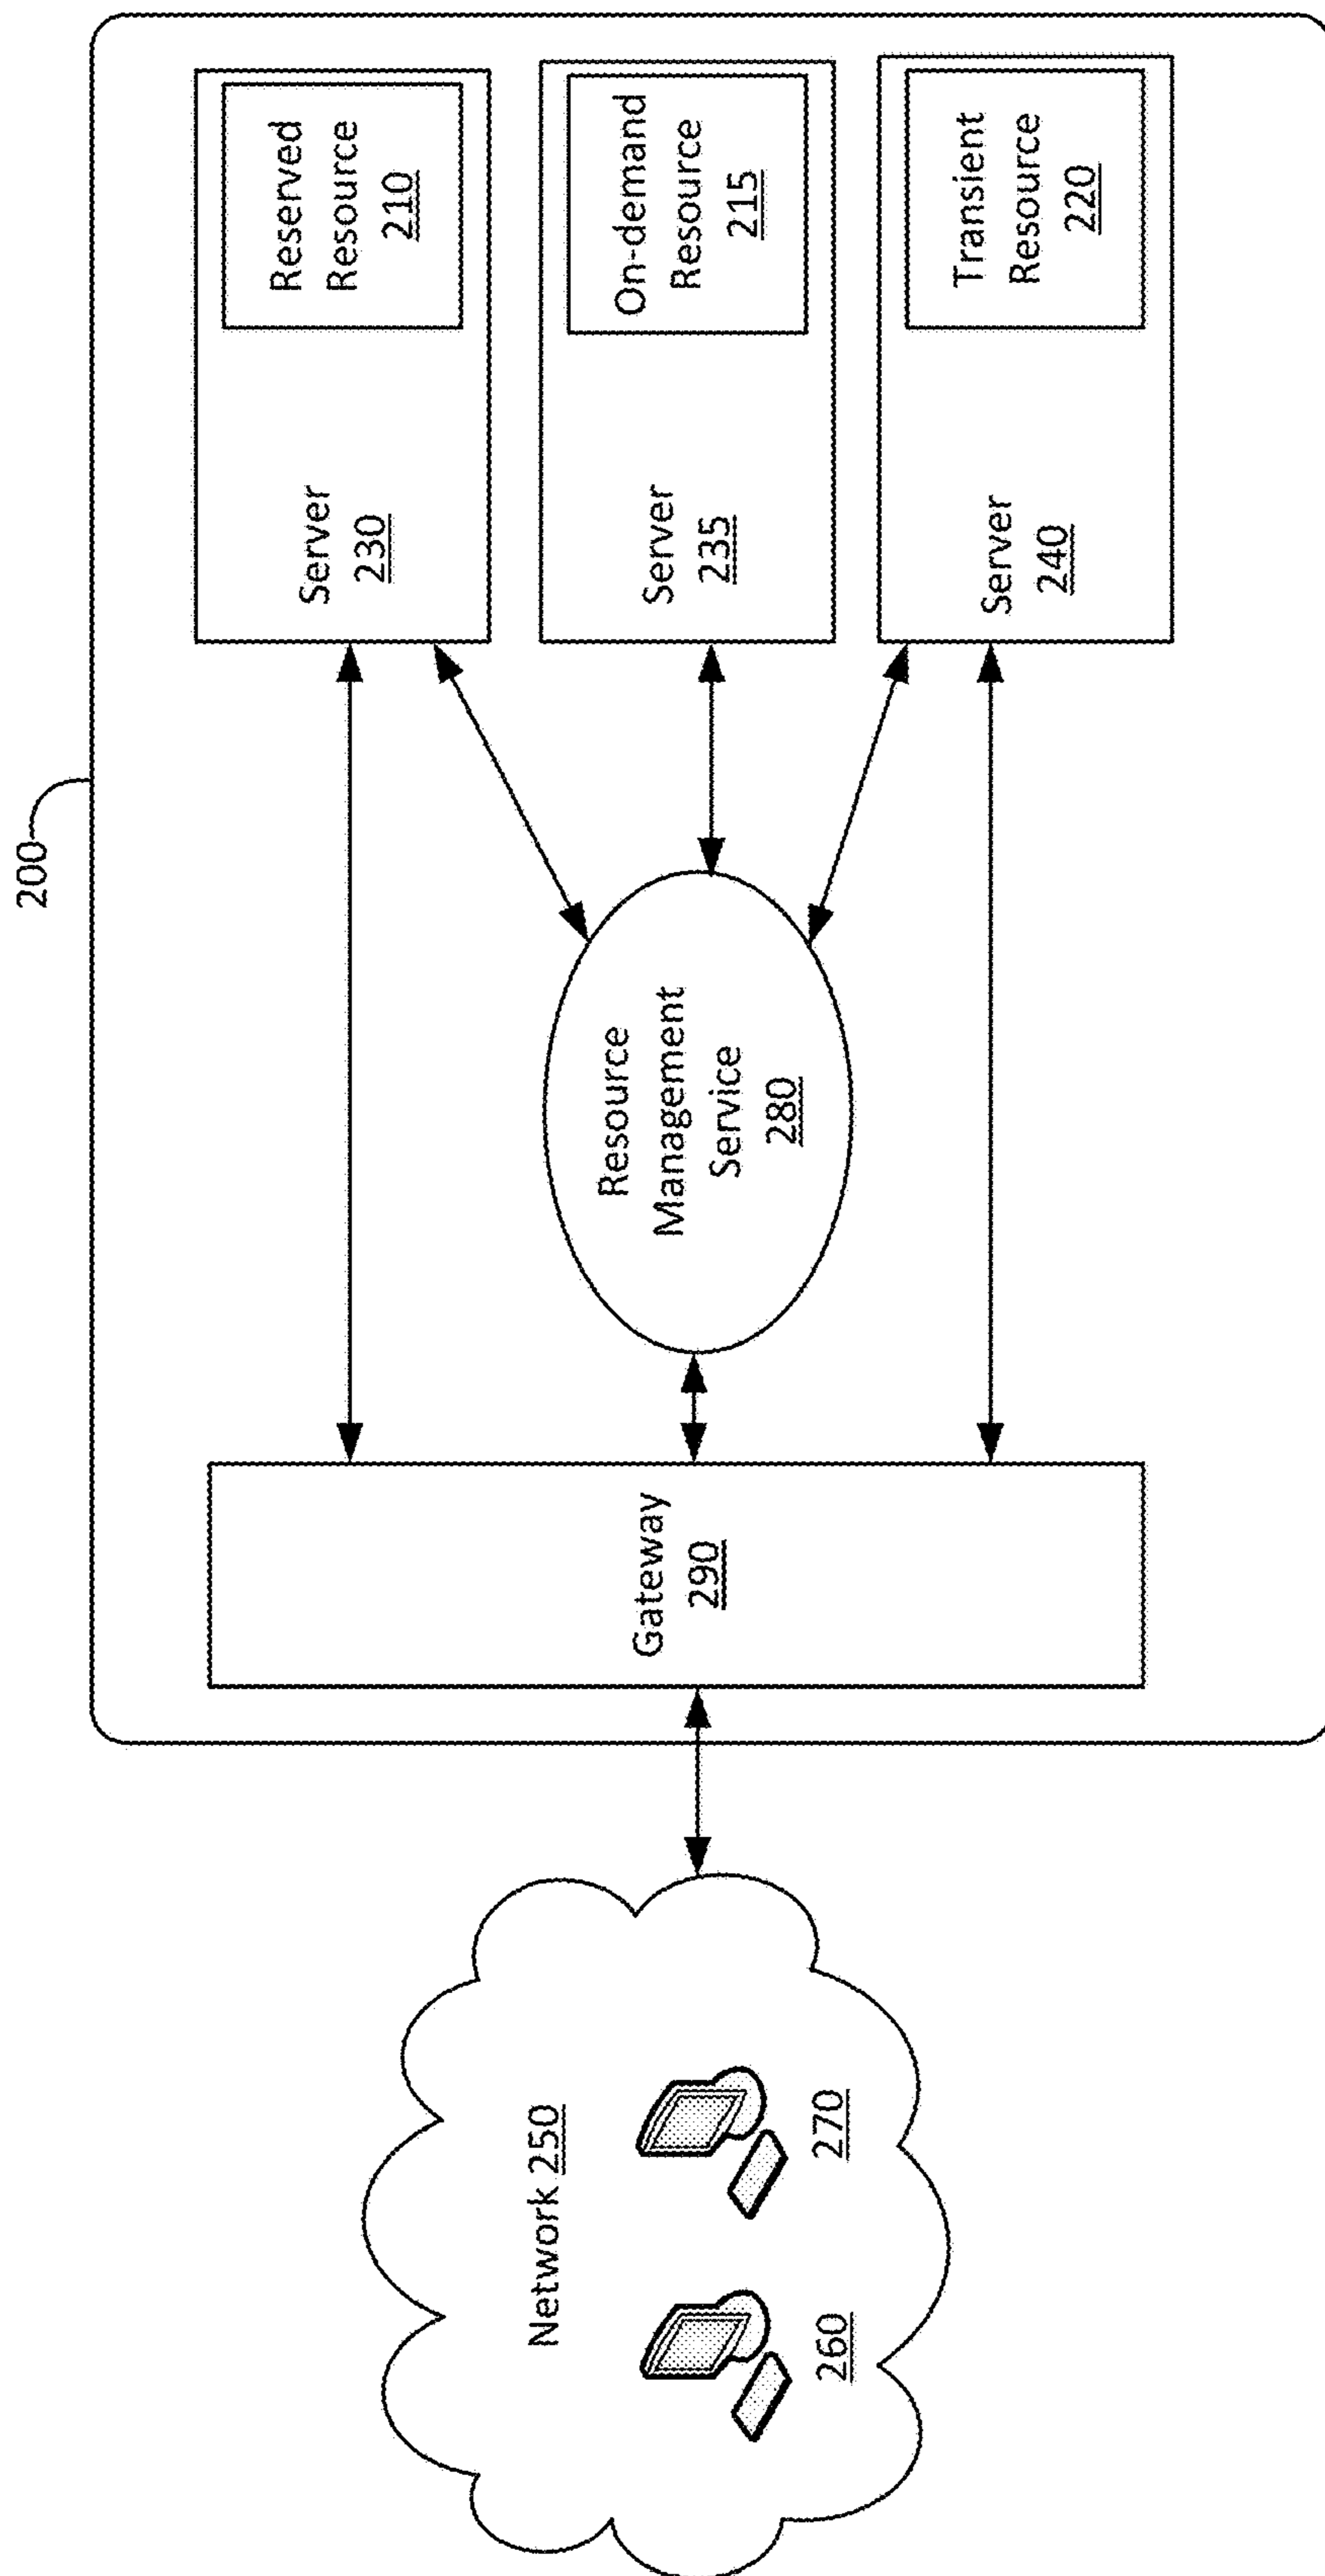 200
Network 250
260
270
Gateway
290
Resource
Management
Service
280
Server
230
Reserved
Resource
210
Server
235
On-demand
Resource
215
Server
240
Transient
Resource
220